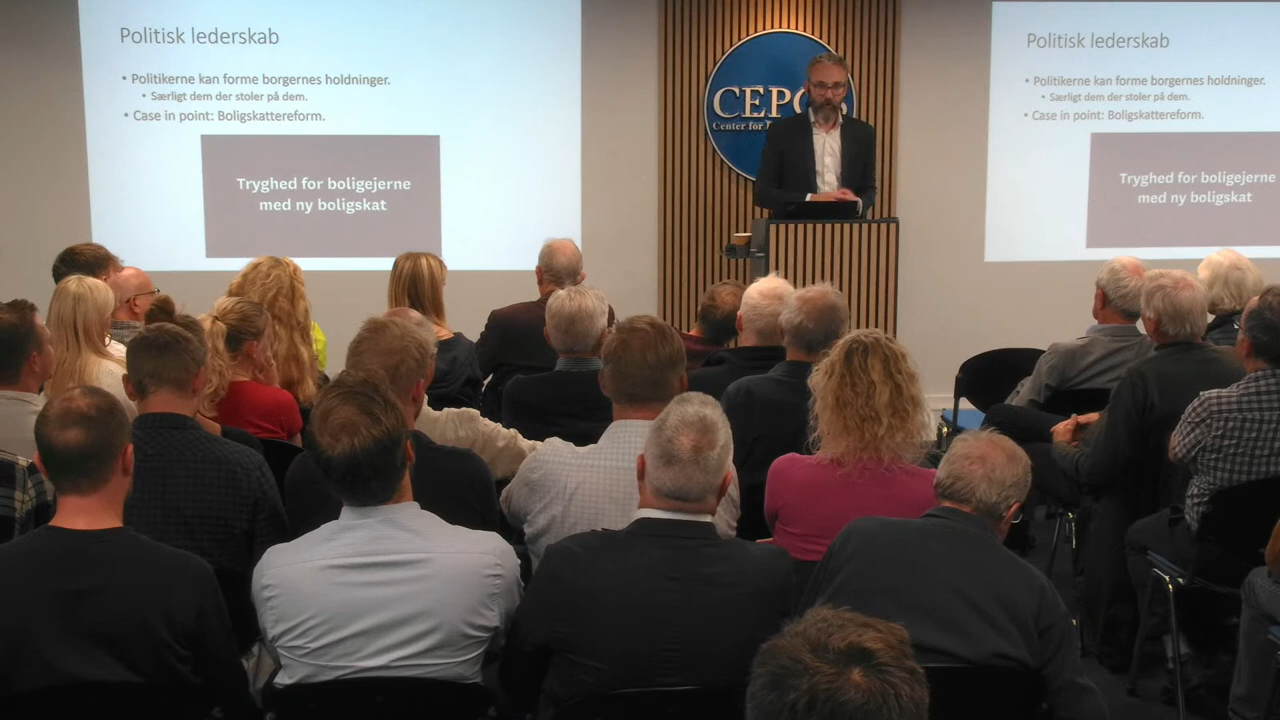 Politisk lederskab
• Politikerne kan forme borgernes holdninger.
• Særligt dem der stoler på dem.
• Case in point: Boligskattereform.
Tryghed for boligejerne
med ny boligskat
CEPOS
Center for
Politisk lederskab
• Politikerne kan forme borgernes holdninger.
• Særligt dem der stoler på dem.
• Case in point: Boligskattereform.
Tryghed for boligejerne
med ny boligskat